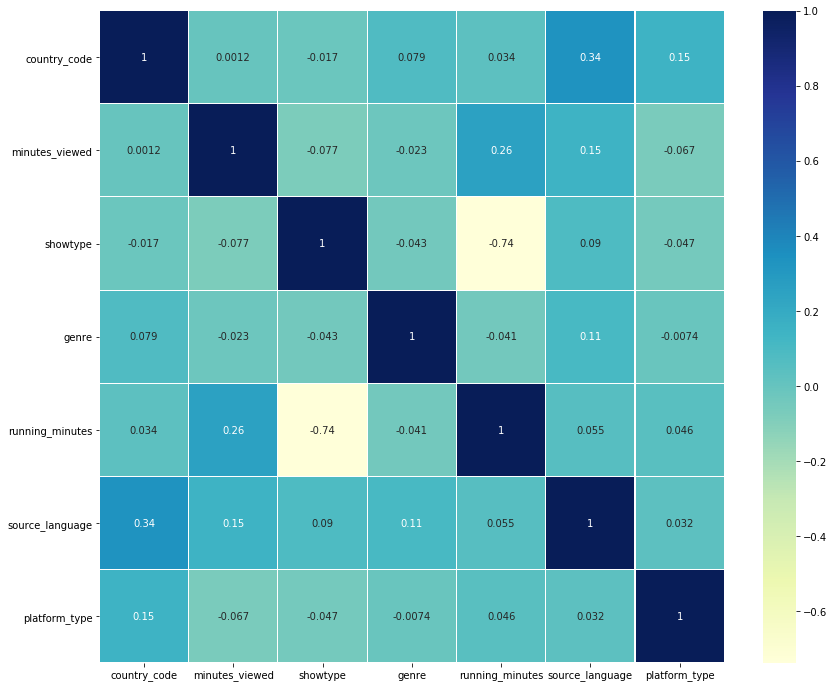 country_code 1 0.0012 -0.017 0.079 0.034 0.34 0.15
minutes_viewed 0.0012 1 -0.077 -0.023 0.26 0.15 -0.067
showtype -0.017 -0.077 1 -0.043 -0.74 0.09 -0.047
genre 0.079 -0.023 -0.043 1 -0.041 0.11 -0.0074
running_minutes 0.034 0.26 -0.74 -0.041 1 0.055 0.046
source_language 0.34 0.15 0.09 0.11 0.055 1 0.032
platform_type 0.15 -0.067 -0.047 -0.0074 0.046 0.032 1
country_code minutes_viewed showtype genre running_minutes source_language platform_type
1.0
0.8
0.6
0.4
0.2
0.0
−0.2
−0.4
−0.6